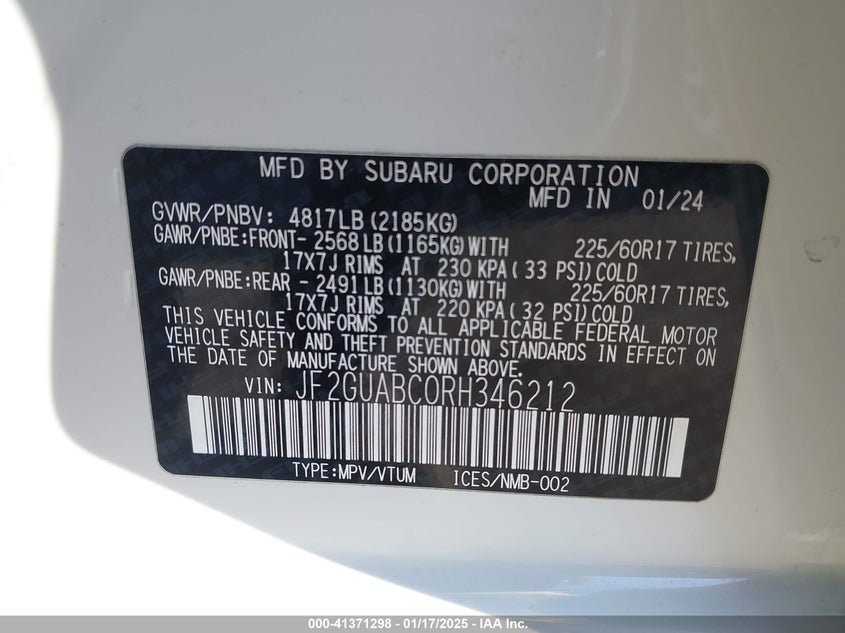 MFD BY SUBARU CORPORATION
MFD IN 01/24
GVWR/PNBV: 4817LB (2185KG)
GAWR/PNBE:FRONT- 2568 LB (1165KG) WITH 225/60R17 TIRES,
17X7J RIMS AT 230 KPA( 33 PSI) COLD
GAWR/PNBE:REAR - 2491 LB (1130KG) WITH 225/60R17 TIRES,
17X7J RIMS AT 220 KPA( 32 PSI) COLD
THIS VEHICLE CONFORMS TO ALL APPLICABLE FEDERAL MOTOR
VEHICLE SAFETY AND THEFT PREVENTION STANDARDS IN EFFECT ON
THE DATE OF MANUFACTURE SHOWN ABOVE.
VIN: JF2GUABC0RH346212
TYPE:MPV/VTUM ICES/NMB-002
000-41371298 - 01/17/2025 - IAA Inc.